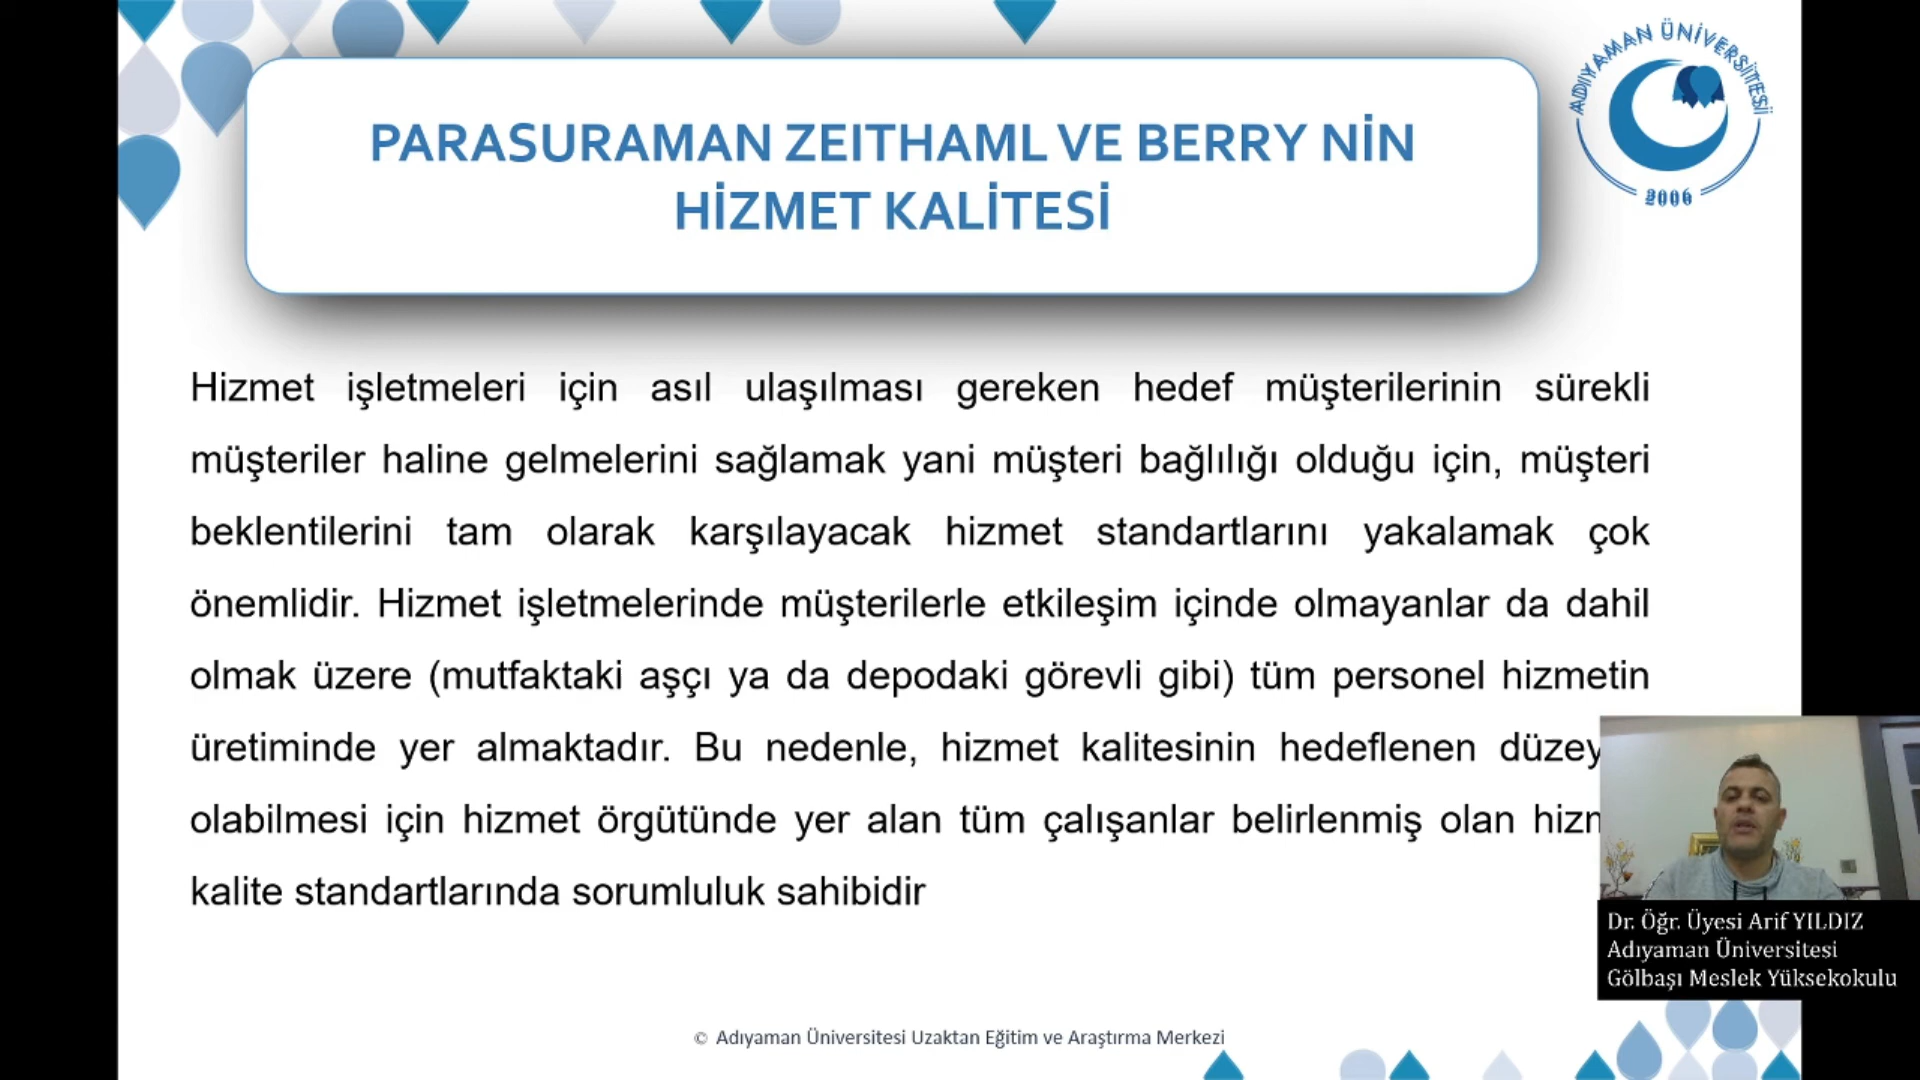 ADIYAMAN ÜNİVERSİTESİ
2006
PARASURAMAN ZEITHAML VE BERRY NİN
HİZMET KALİTESİ
Hizmet işletmeleri için asıl ulaşılması gereken hedef müşterilerinin sürekli
müşteriler haline gelmelerini sağlamak yani müşteri bağlılığı olduğu için, müşteri
beklentilerini tam olarak karşılayacak hizmet standartlarını yakalamak çok
önemlidir. Hizmet işletmelerinde müşterilerle etkileşim içinde olmayanlar da dahil
olmak üzere (mutfaktaki aşçı ya da depodaki görevli gibi) tüm personel hizmetin
üretiminde yer almaktadır. Bu nedenle, hizmet kalitesinin hedeflenen
olabilmesi için hizmet örgütünde yer alan tüm çalışanlar belirlenmiş olan
kalite standartlarında sorumluluk sahibidir
Dr. Öğr. Üyesi Arif YILDIZ
Adıyaman Üniversitesi
Gölbaşı Meslek Yüksekokulu
© Adıyaman Üniversitesi Uzaktan Eğitim ve Araştırma Merkezi